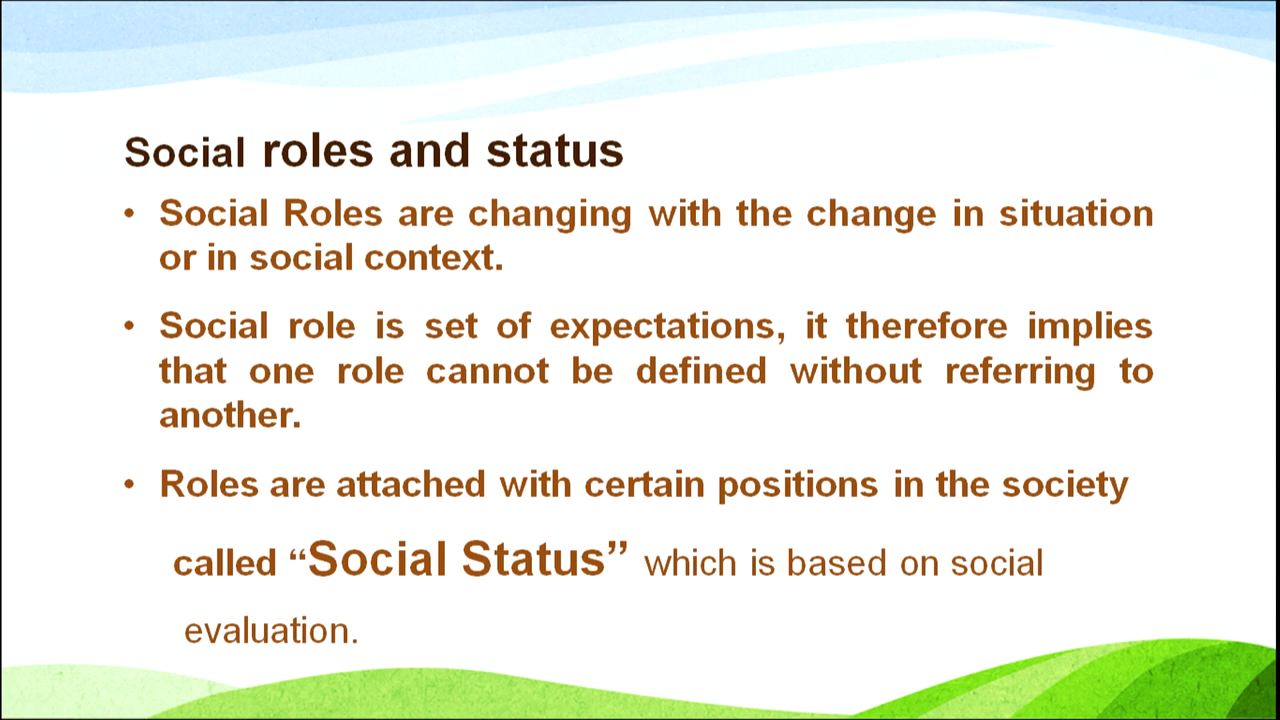 Social roles and status
• Social Roles are changing with the change in situation
or in social context.
• Social role is set of expectations, it therefore implies
that one role cannot be defined without referring to
another.
• Roles are attached with certain positions in the society
called “Social Status” which is based on social
evaluation.